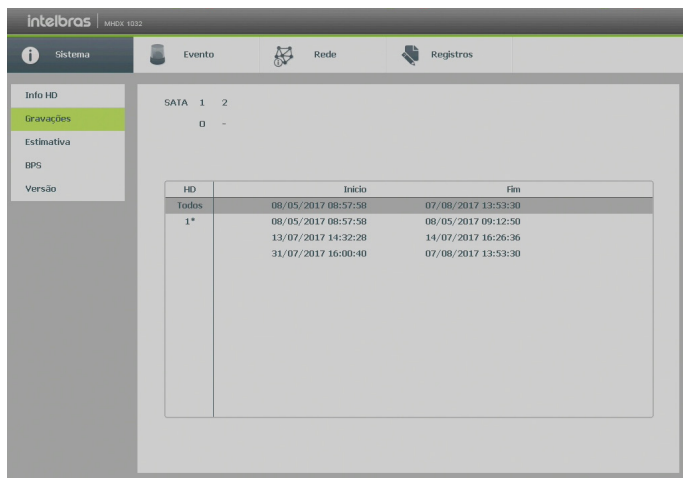 intelbras MHDX 1032
Sistema Evento Rede Registros
Info HD
Gravações
Estimativa
BPS
Versão
SATA 1 2
O -
HD Início Fim
Todos 08/05/2017 08:57:58 07/08/2017 13:53:30
1* 08/05/2017 08:57:58 08/05/2017 09:12:50
13/07/2017 14:32:28 14/07/2017 16:26:36
31/07/2017 16:00:40 07/08/2017 13:53:30